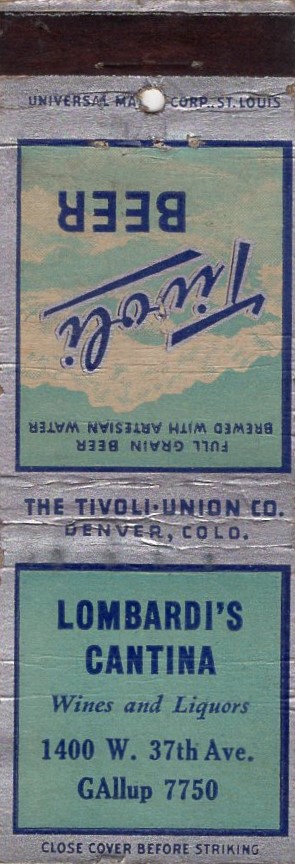 UNIVERSAL MA CORP., ST. LOUIS
Tivoli
BEER
FULL GRAIN BEER
BREWED WITH ARTESIAN WATER
THE TIVOLI-UNION CO.
DENVER, COLO.
LOMBARDI'S
CANTINA
Wines and Liquors
1400 W. 37th Ave.
GAllup 7750
CLOSE COVER BEFORE STRIKING